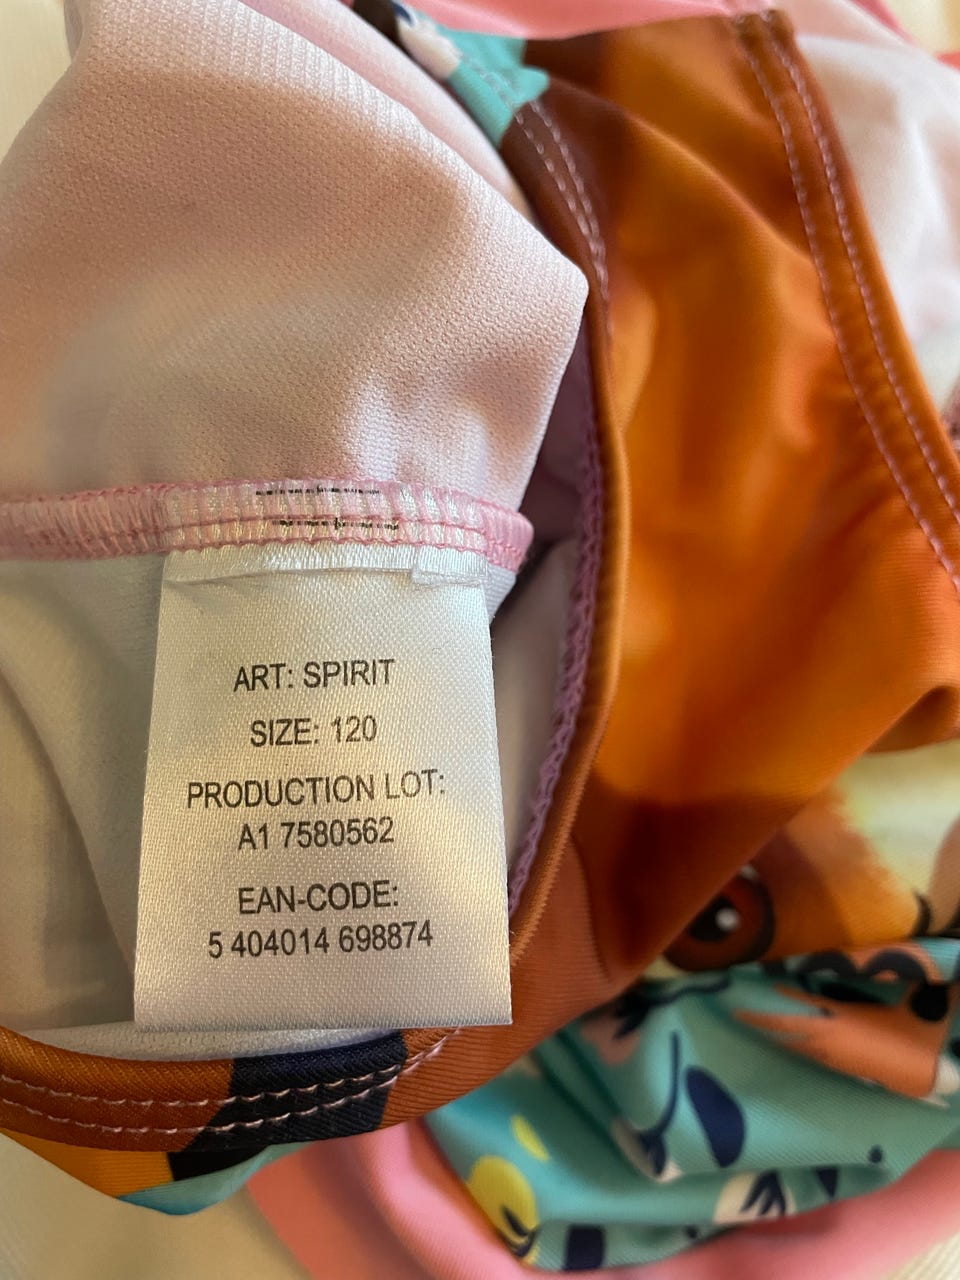 ART: SPIRIT
SIZE: 120
PRODUCTION LOT:
A1 7580562
EAN-CODE:
5 404014 698874